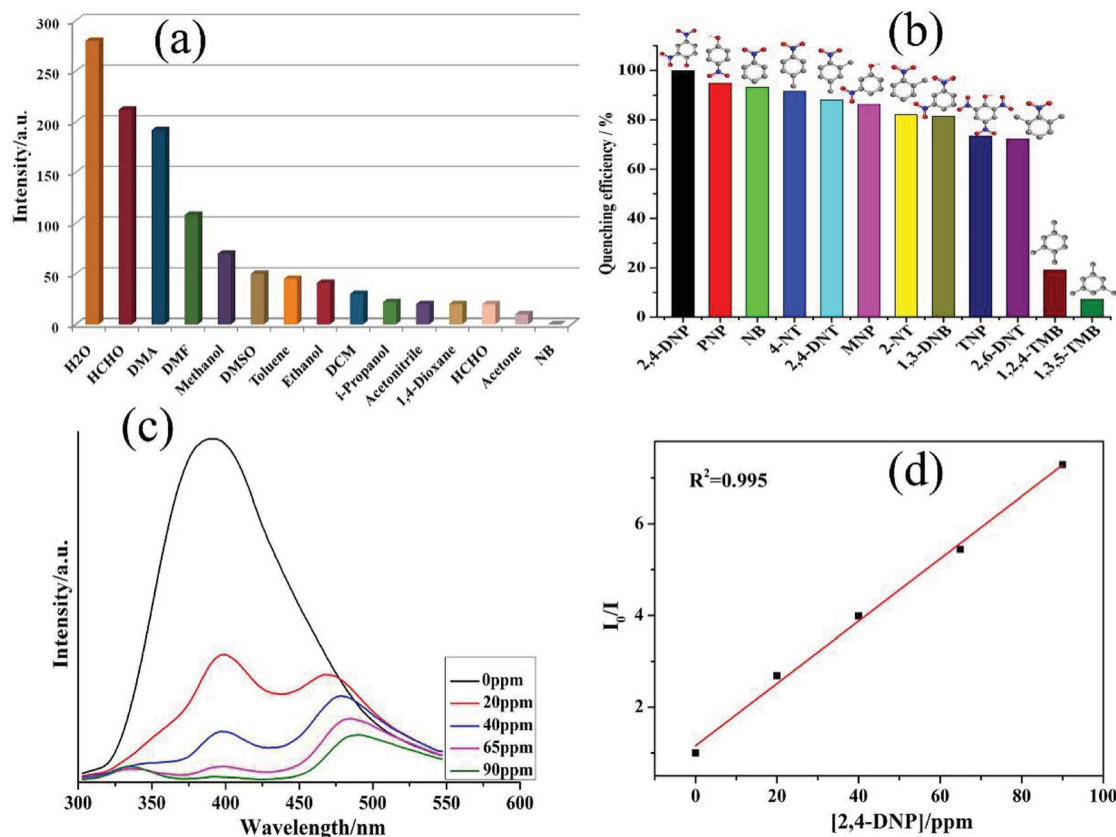 (a)
Intensity/a.u.
300
250
200
150
100
50
0
H2O
HCHO
DMA
DMF
Methanol
DMSO
Toluene
Ethanol
DCM
i-Propanol
Acetonitrile
1,4-Dioxane
HCHO
Acetone
NB
(b)
Quenching efficiency / %
100
80
60
40
20
0
2,4-DNP
PNP
NB
4-NT
2,4-DNT
MNP
2-NT
1,3-DNB
TNP
2,6-DNT
1,2,4-TMB
1,3,5-TMB
(c)
Intensity/a.u.
0ppm
20ppm
40ppm
65ppm
90ppm
300 350 400 450 500 550 600
Wavelength/nm
(d)
R²=0.995
I₀/I
6
4
2
0 20 40 60 80 100
[2,4-DNP]/ppm